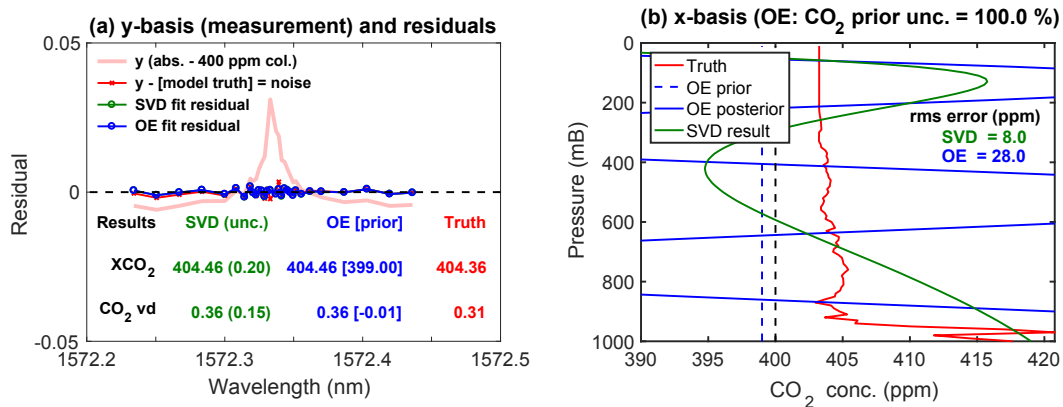 (a) y-basis (measurement) and residuals
0.05
y (abs. - 400 ppm col.)
y - [model truth] = noise
SVD fit residual
OE fit residual
Residual
0
Results SVD (unc.) OE [prior] Truth
XCO2 404.46 (0.20) 404.46 [399.00] 404.36
CO2 vd 0.36 (0.15) 0.36 [-0.01] 0.31
-0.05
1572.2 1572.3 1572.4 1572.5
Wavelength (nm)
(b) x-basis (OE: CO2 prior unc. = 100.0 %)
0
Truth
OE prior
OE posterior
SVD result
200
rms error (ppm)
SVD = 8.0
OE = 28.0
400
Pressure (mB)
600
800
1000
390 395 400 405 410 415 420
CO2 conc. (ppm)